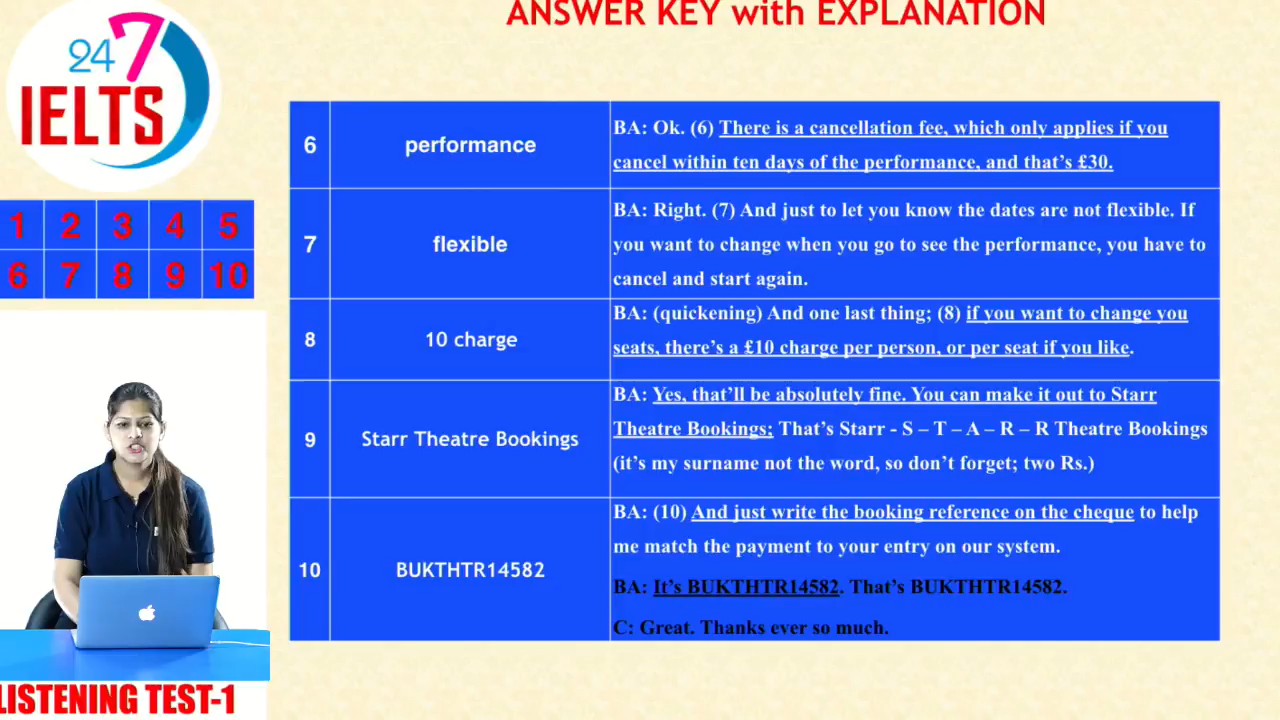 ANSWER KEY with EXPLANATION
24 7
IELTS
1 2 3 4 5
6 7 8 9 10
6 performance BA: Ok. (6) There is a cancellation fee, which only applies if you
cancel within ten days of the performance, and that's £30.
7 flexible BA: Right. (7) And just to let you know the dates are not flexible. If
you want to change when you go to see the performance, you have to
cancel and start again.
8 10 charge BA: (quickening) And one last thing; (8) if you want to change you
seats, there's a £10 charge per person, or per seat if you like.
9 Starr Theatre Bookings BA: Yes, that'll be absolutely fine. You can make it out to Starr
Theatre Bookings; That's Starr - S – T – A – R – R Theatre Bookings
(it's my surname not the word, so don't forget; two Rs.)
10 BUKTHTR14582 BA: (10) And just write the booking reference on the cheque to help
me match the payment to your entry on our system.
BA: It's BUKTHTR14582. That's BUKTHTR14582.
C: Great. Thanks ever so much.
LISTENING TEST-1